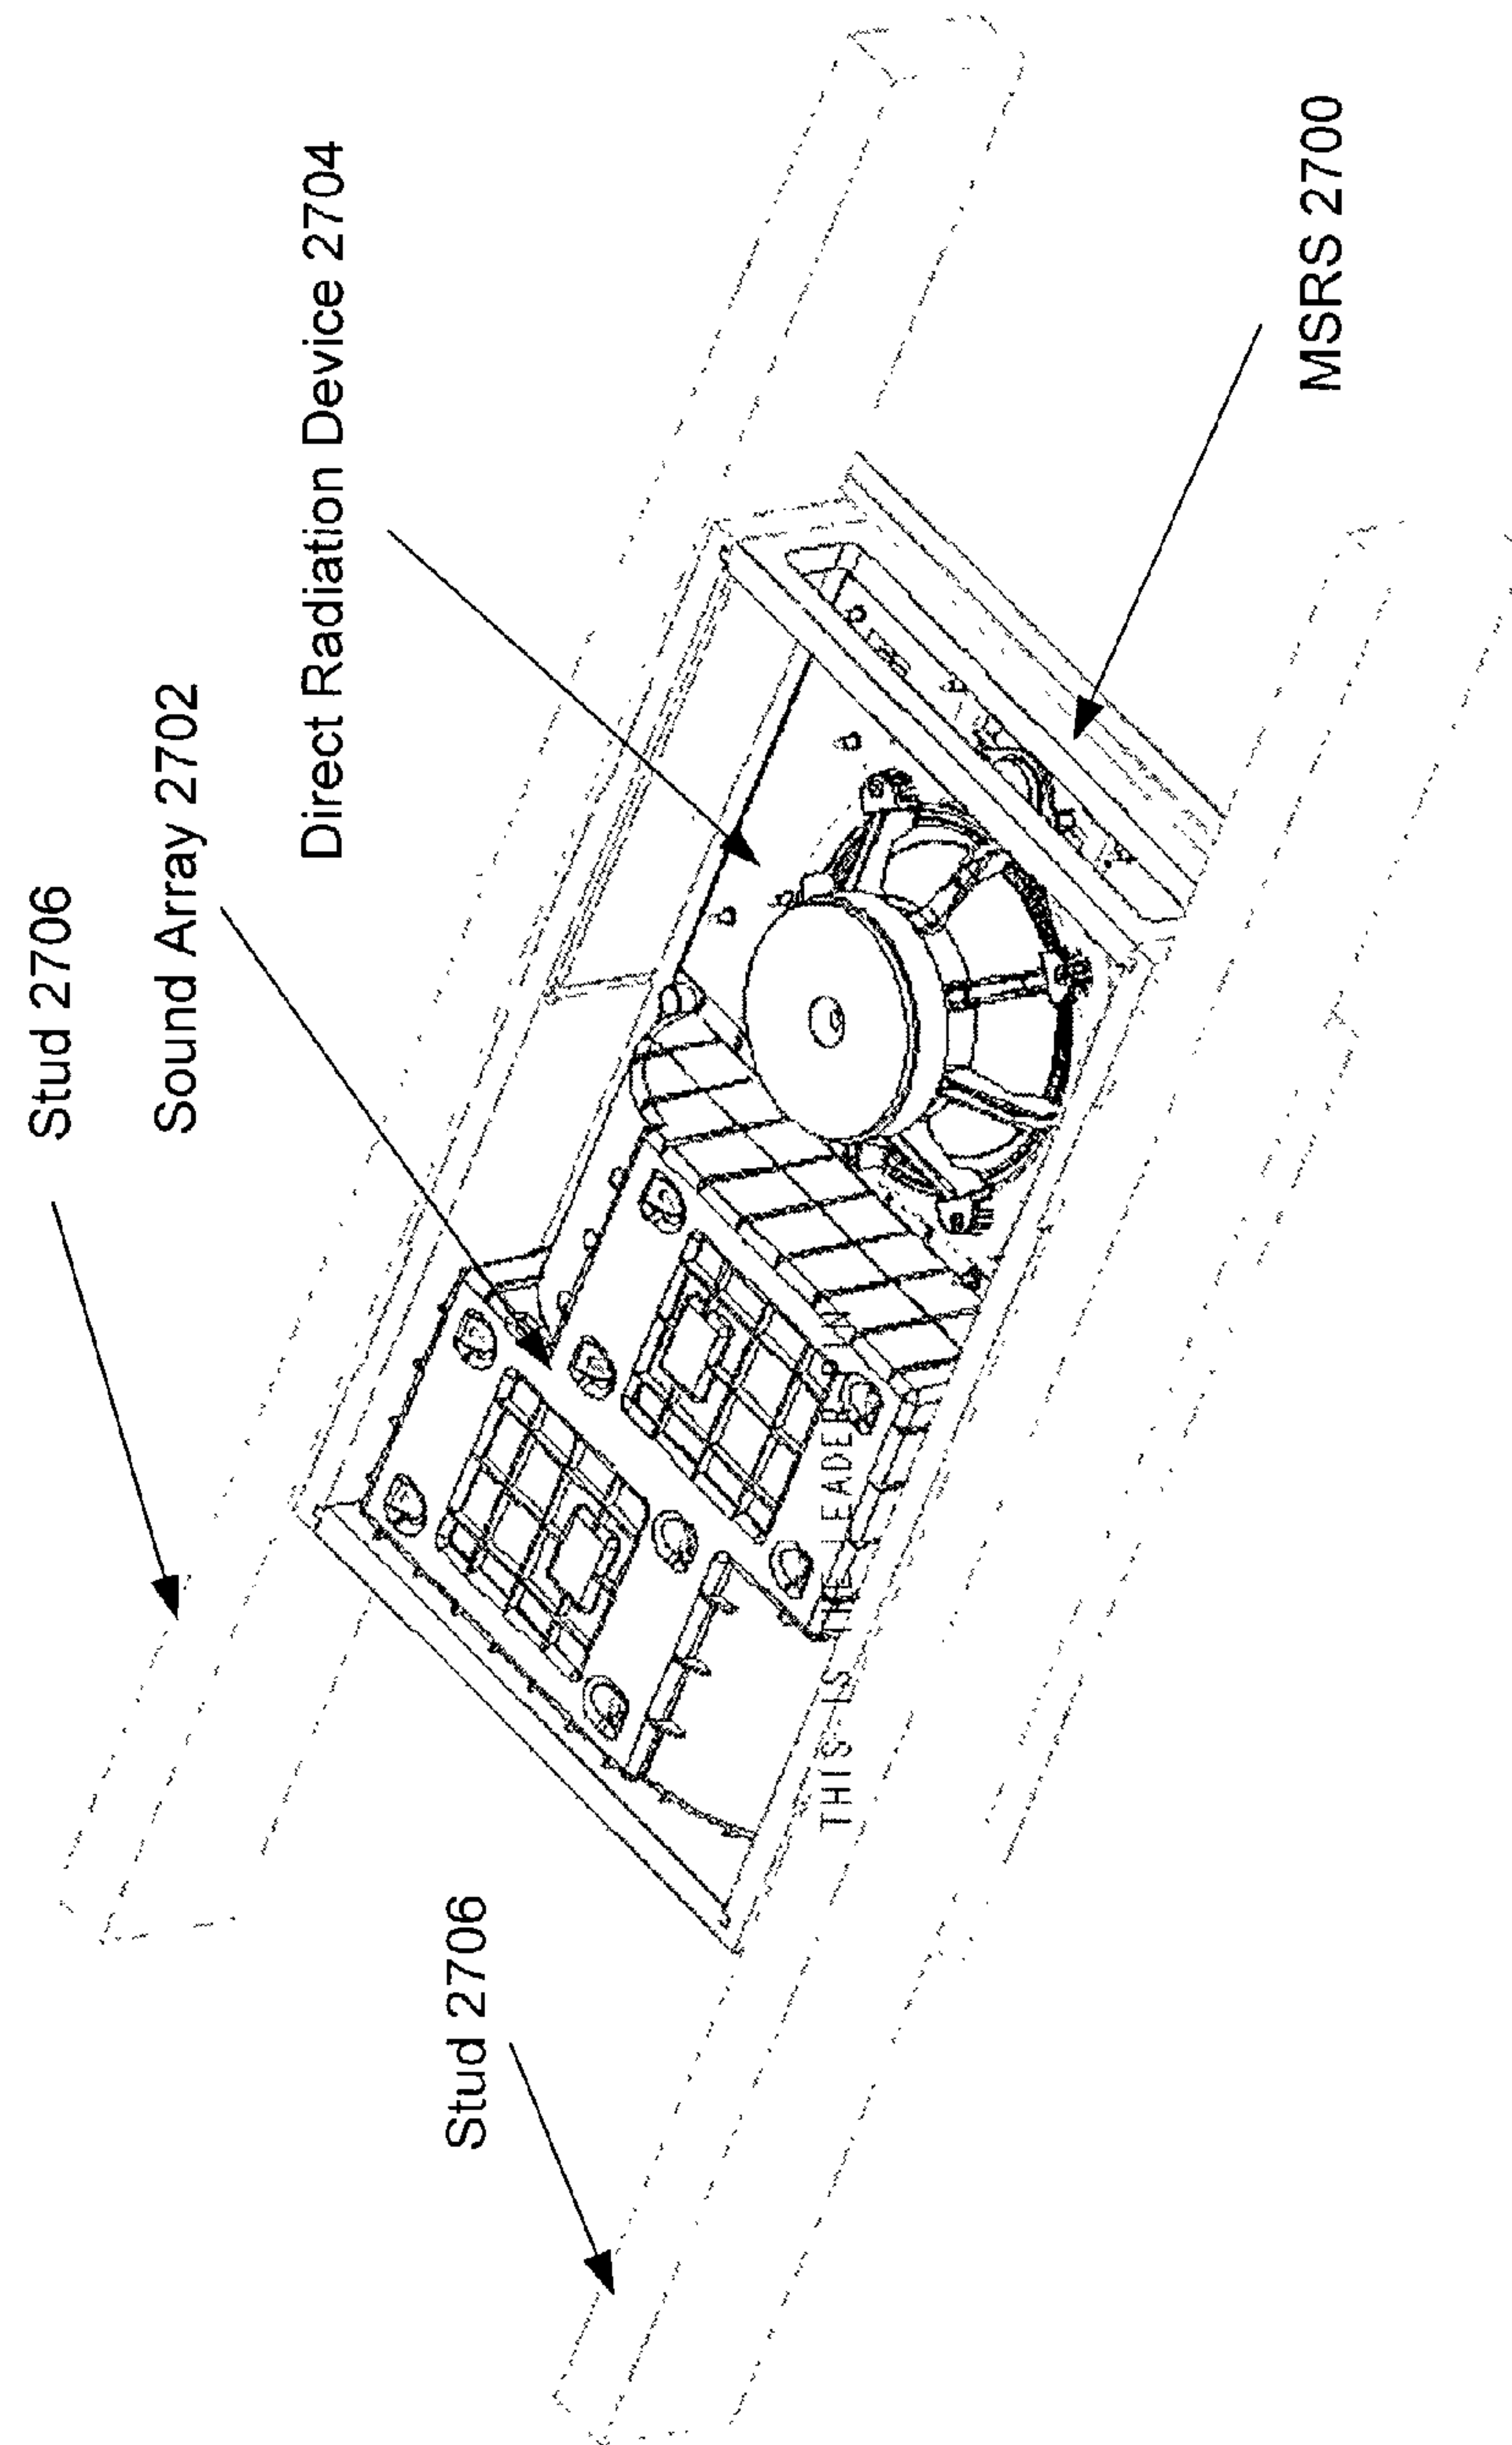 Stud 2706
Sound Array 2702
Direct Radiation Device 2704
Stud 2706
THIS IS THE LEADER
MSRS 2700